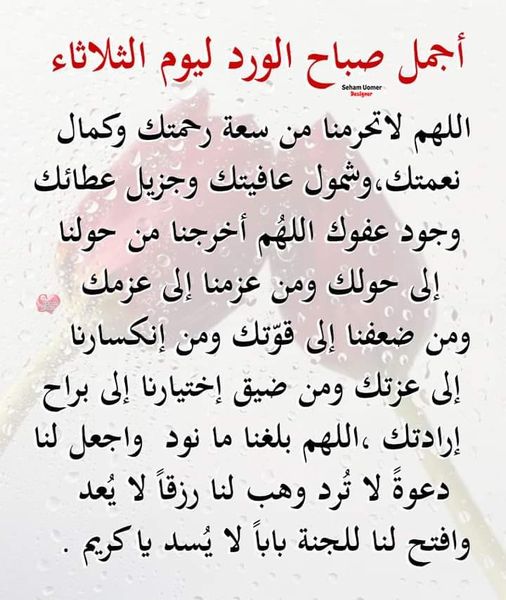 أجمل صباح الورد ليوم الثلاثاء
Seham Uomer
Designer
اللهم لاتحرمنا من سعة رحمتك وكمال
نعمتك،وشمول عافيتك وجزيل عطائك
وجود عفوك اللهُم أخرجنا من حولنا
إلى حولك ومن عزمنا إلى عزمك
ومن ضعفنا إلى قوّتك ومن إنكسارنا
إلى عزتك ومن ضيق إختيارنا إلى براح
إرادتك ،اللهم بلغنا ما نود واجعل لنا
دعوةً لا تُرد وهب لنا رزقاً لا يُعد
وافتح لنا للجنة باباً لا يُسد ياكريم .